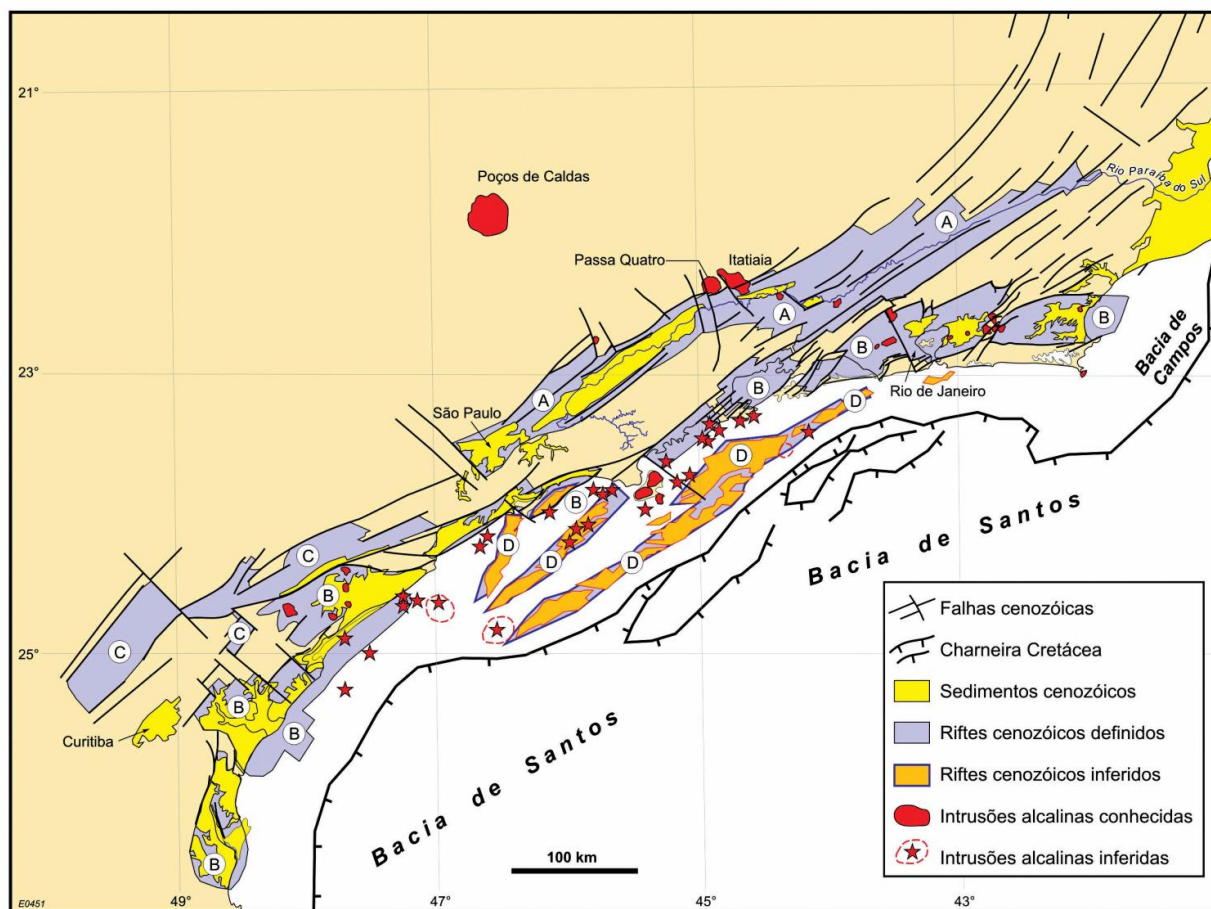 21°
Poços de Caldas
Rio Paraíba do Sul
A
Passa Quatro
Itatiaia
A
B
B
Bacia de
Campos
23°
B
Rio de Janeiro
A
D
São Paulo
D
B
D
C
D
D
Bacia de Santos
B
C
C
25°
B
B
Curitiba
Bacia de Santos
B
100 km
Falhas cenozóicas
Charneira Cretácea
Sedimentos cenozóicos
Riftes cenozóicos definidos
Riftes cenozóicos inferidos
Intrusões alcalinas conhecidas
Intrusões alcalinas inferidas
E0451
49°
47°
45°
43°